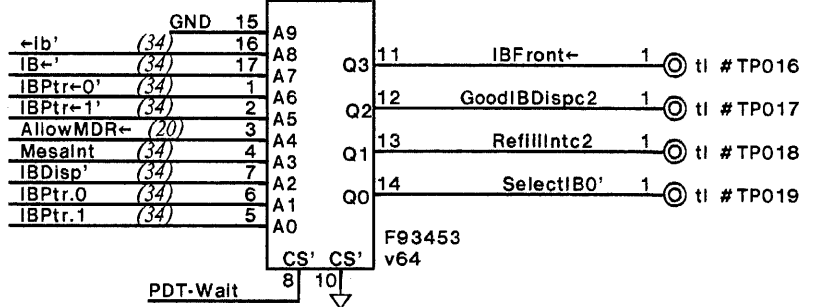 GND 15 A9
←ib' (34) 16 A8
IB←' (34) 17 A7
IBPtr←0' (34) 1 A6
IBPtr←1' (34) 2 A5
AllowMDR← (20) 3 A4
MesaInt (34) 4 A3
IBDisp' (34) 7 A2
IBPtr.0 (34) 6 A1
IBPtr.1 (34) 5 A0
Q3 11 IBFront← 1 tl #TP016
Q2 12 GoodIBDispc2 1 tl #TP017
Q1 13 RefillIntc2 1 tl #TP018
Q0 14 SelectIB0' 1 tl #TP019
F93453
v64
CS' CS'
8 10
PDT-Wait